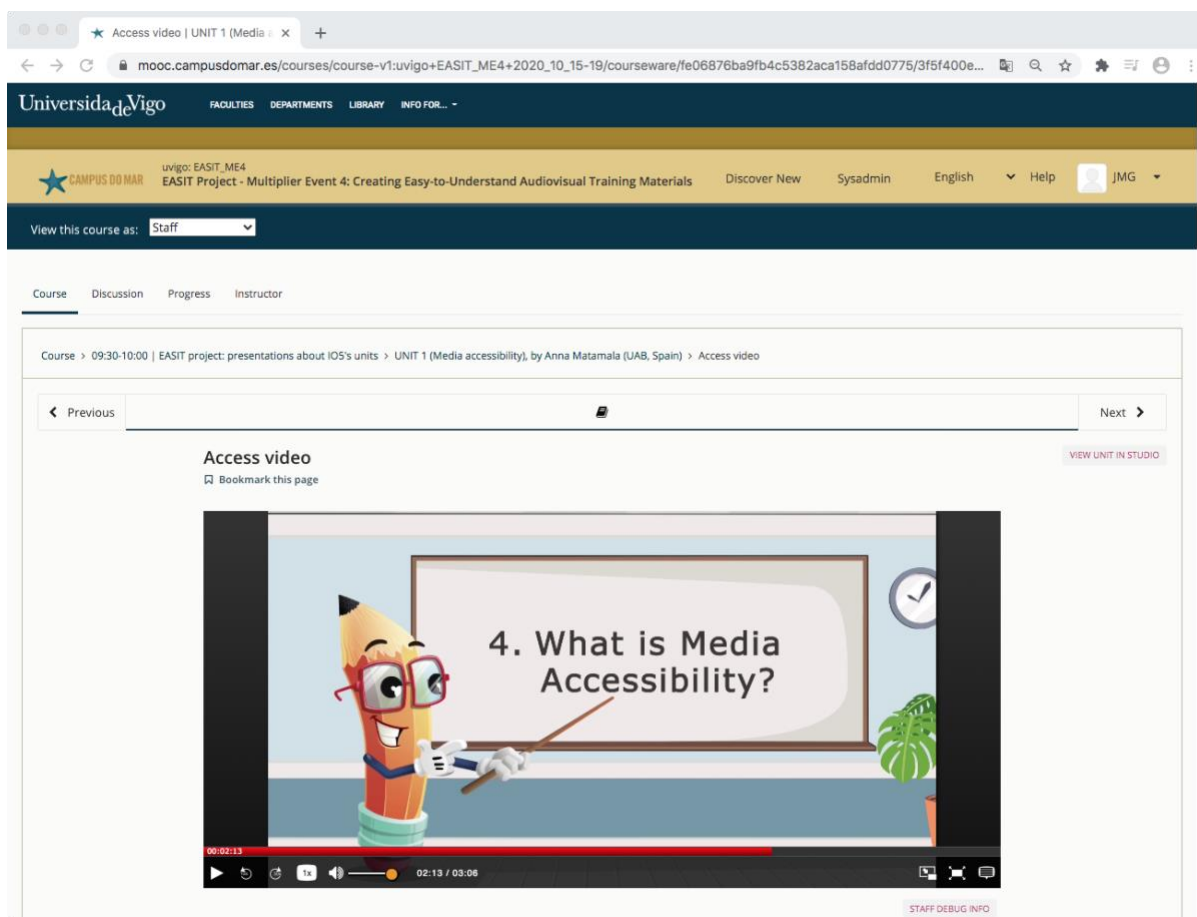 Access video | UNIT 1 (Media a
mooc.campusdomar.es/courses/course-v1:uvigo+EASIT_ME4+2020_10_15-19/courseware/fe06876ba9fb4c5382aca158afdd0775/3f5f400e...
UniversidadeVigo FACULTIES DEPARTMENTS LIBRARY INFO FOR...
CAMPUS DO MAR
uvigo: EASIT_ME4
EASIT Project - Multiplier Event 4: Creating Easy-to-Understand Audiovisual Training Materials Discover New Sysadmin English Help JMG
View this course as: Staff
Course Discussion Progress Instructor
Course > 09:30-10:00 | EASIT project: presentations about IO5's units > UNIT 1 (Media accessibility), by Anna Matamala (UAB, Spain) > Access video
Previous Next
Access video VIEW UNIT IN STUDIO
Bookmark this page
4. What is Media
Accessibility?
00:02:13
1x 02:13 / 03:06
STAFF DEBUG INFO